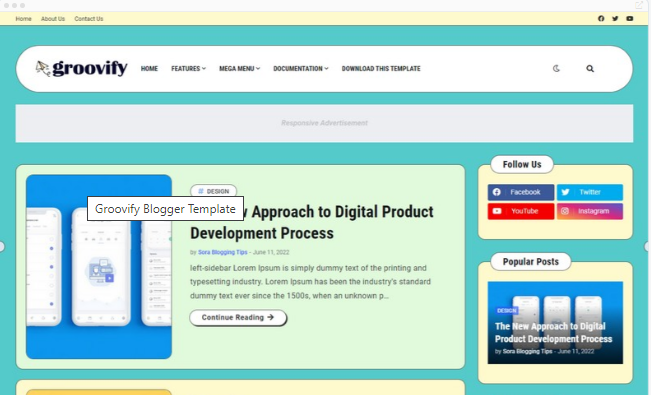 Home About Us Contact Us
groovify HOME FEATURES MEGA MENU DOCUMENTATION DOWNLOAD THIS TEMPLATE
Responsive Advertisement
# DESIGN
Groovify Blogger Template
w Approach to Digital Product
Development Process
by Sora Blogging Tips - June 11, 2022
left-sidebar Lorem Ipsum is simply dummy text of the printing and
typesetting industry. Lorem Ipsum has been the industry's standard
dummy text ever since the 1500s, when an unknown p...
Continue Reading
Follow Us
Facebook Twitter
YouTube Instagram
Popular Posts
DESIGN
The New Approach to Digital
Product Development Process
by Sora Blogging Tips - June 11, 2022